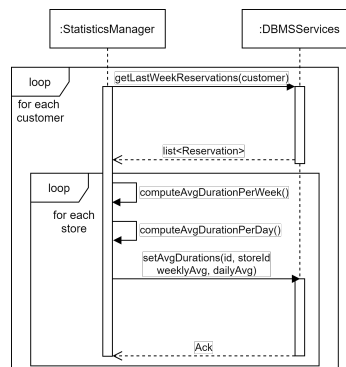 :StatisticsManager
:DBMSServices
loop
getLastWeekReservations(customer)
for each
customer
list<Reservation>
loop
computeAvgDurationPerWeek()
for each
store
computeAvgDurationPerDay()
setAvgDurations(id, storeId
weeklyAvg, dailyAvg)
Ack